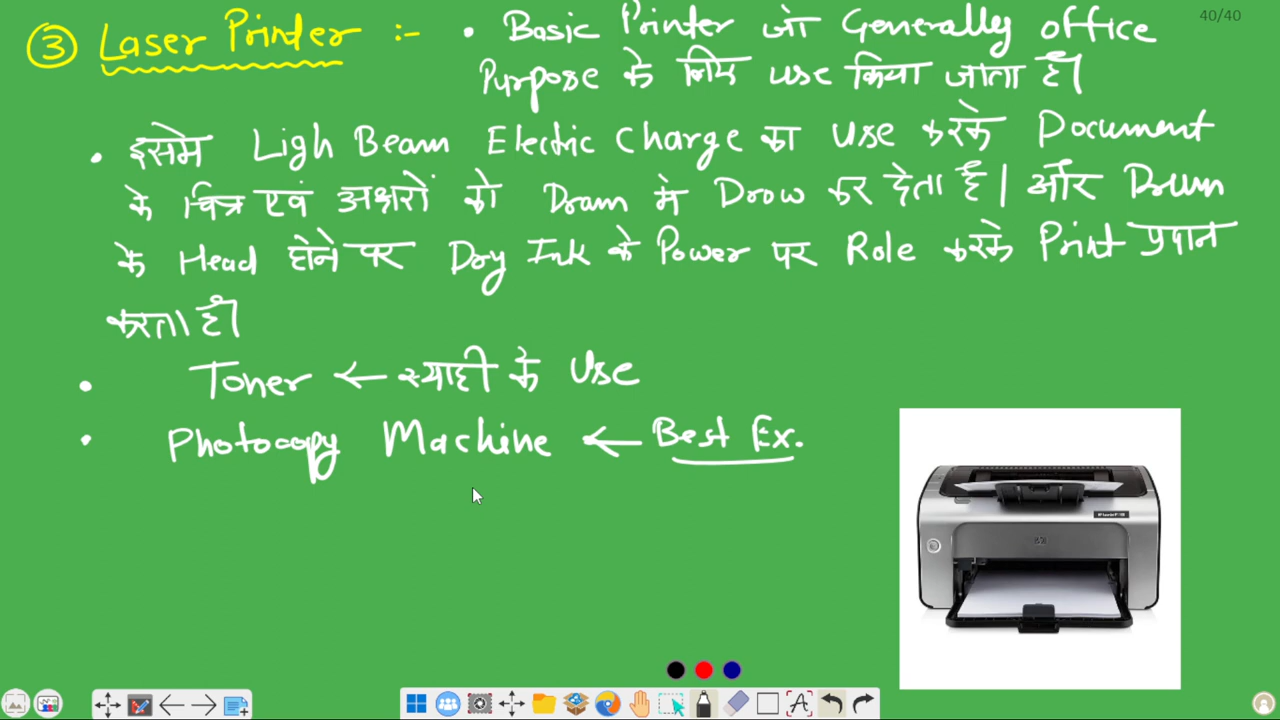 40/40
③ Laser Printer :- • Basic Printer जो Generally office
Purpose के लिए use किया जाता है।
• इसमे Ligh Beam Electric Charge का Use करके Document
के चित्र एवं अक्षरों को Dram मे Drow कर देता है। और Drum
के Head होने पर Dry Ink के Power पर Role करके Print प्रदान
करता है।
• Toner ← स्याही के Use
• Photocopy Machine ← Best Ex.
hp